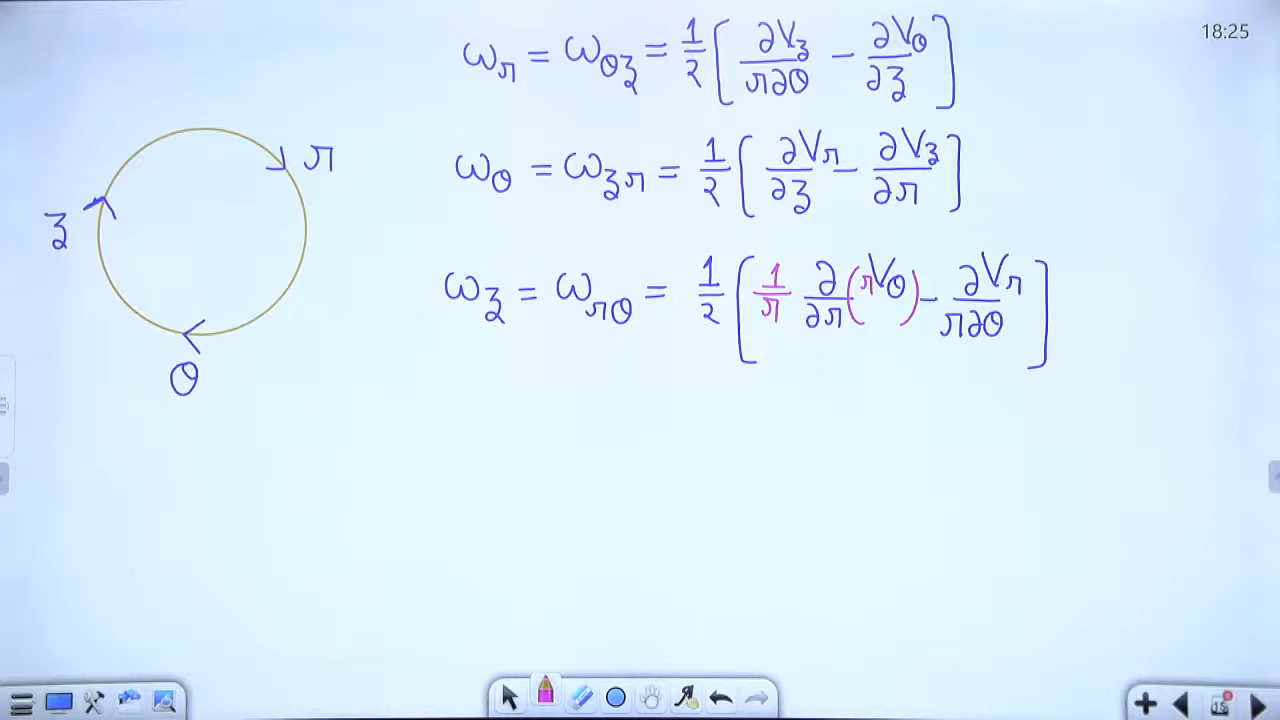 18:25
ω_r = ω_θz = 1/2 [ ∂V_z/r∂θ − ∂V_θ/∂z ]
ω_θ = ω_zr = 1/2 [ ∂V_r/∂z − ∂V_z/∂r ]
ω_z = ω_rθ = 1/2 [ 1/r ∂/∂r (rV_θ) − ∂V_r/r∂θ ]
r
z
θ
15